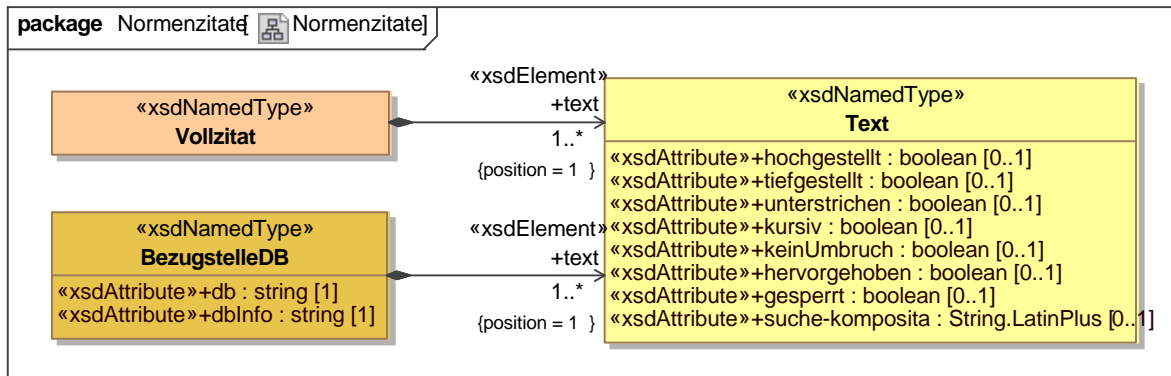 package Normenzitate[ Normenzitate]
«xsdNamedType»
Vollzitat
«xsdElement»
+text
1..*
{position = 1 }
«xsdNamedType»
BezugstelleDB
«xsdAttribute»+db : string [1]
«xsdAttribute»+dbInfo : string [1]
«xsdElement»
+text
1..*
{position = 1 }
«xsdNamedType»
Text
«xsdAttribute»+hochgestellt : boolean [0..1]
«xsdAttribute»+tiefgestellt : boolean [0..1]
«xsdAttribute»+unterstrichen : boolean [0..1]
«xsdAttribute»+kursiv : boolean [0..1]
«xsdAttribute»+keinUmbruch : boolean [0..1]
«xsdAttribute»+hervorgehoben : boolean [0..1]
«xsdAttribute»+gesperrt : boolean [0..1]
«xsdAttribute»+suche-komposita : String.LatinPlus [0..1]